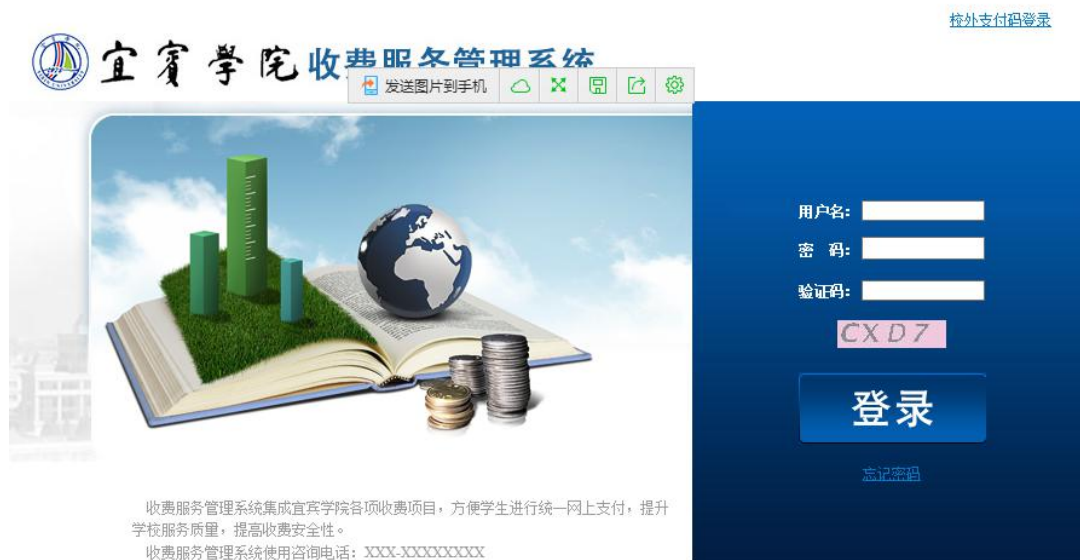 校外支付码登录
宜宾学院收费服务管理系统
发送图片到手机
用户名：
密 码：
验证码：
CXD7
登录
忘记密码
收费服务管理系统集成宜宾学院各项收费项目，方便学生进行统一网上支付，提升
学校服务质量，提高收费安全性。
收费服务管理系统使用咨询电话：XXX-XXXXXXXX